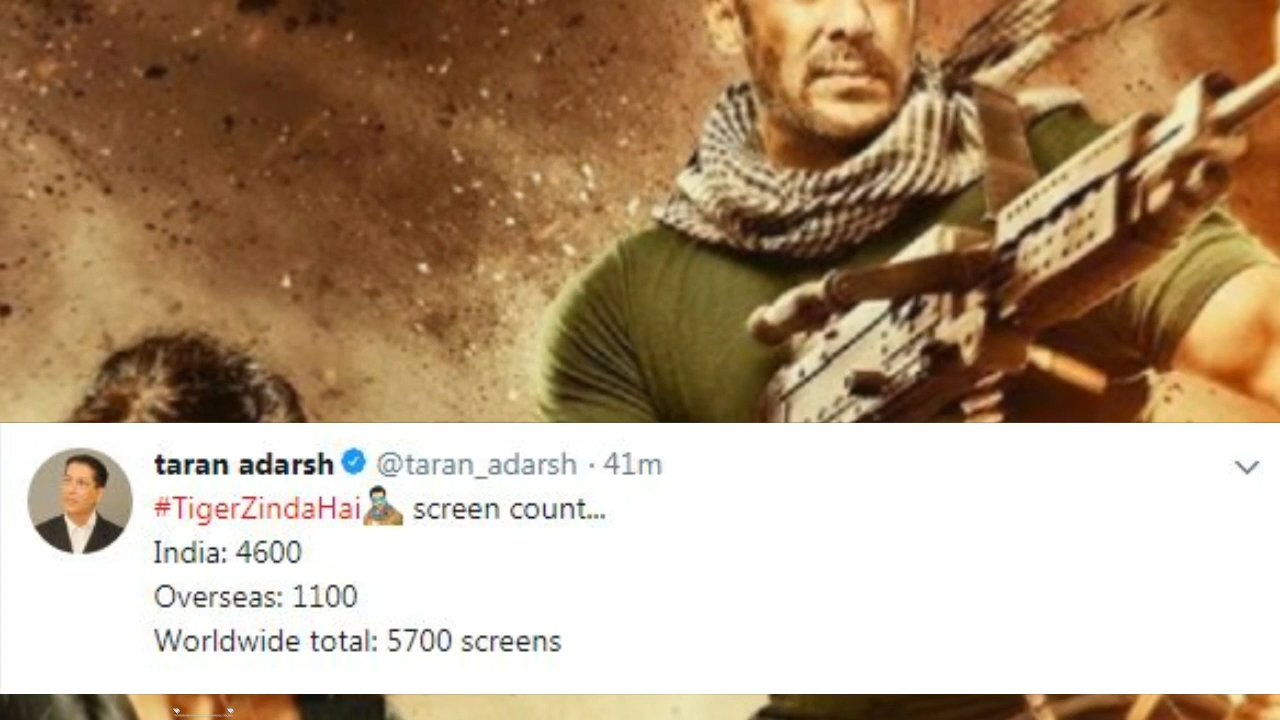 taran adarsh @taran_adarsh · 41m
#TigerZindaHai screen count...
India: 4600
Overseas: 1100
Worldwide total: 5700 screens